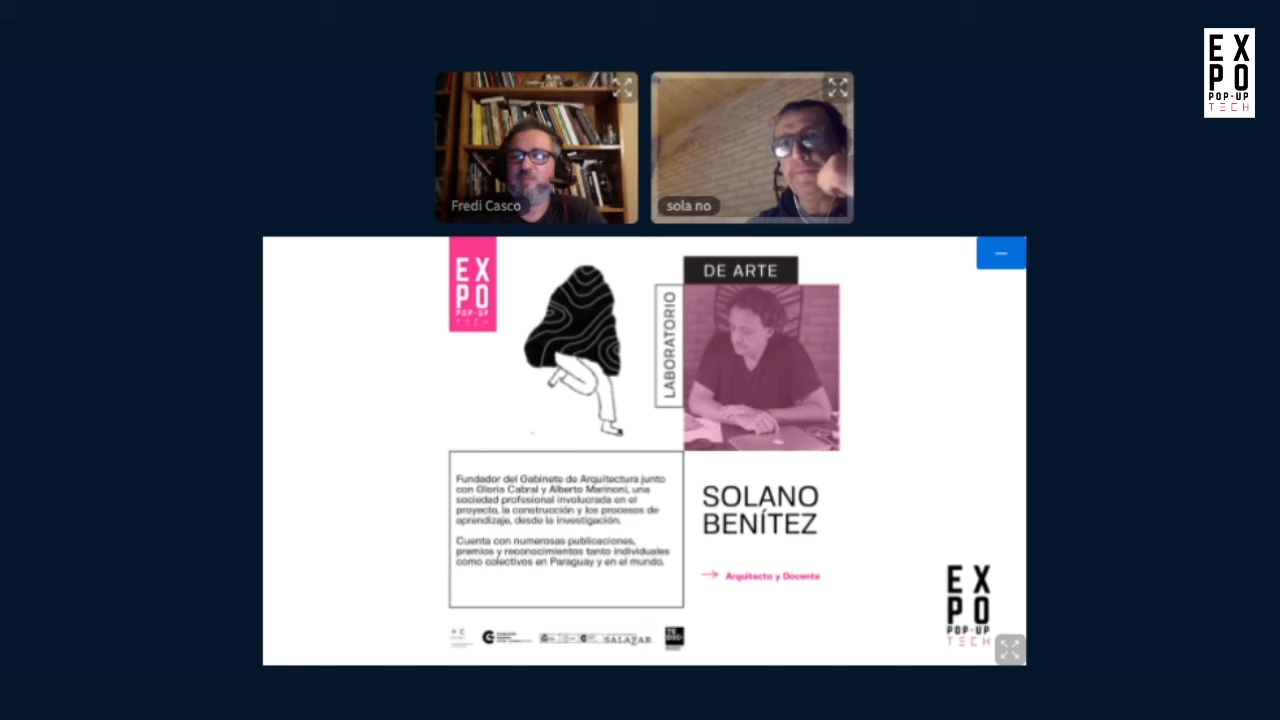 EX
PO
POP-UP
TECH
Fredi Casco
sola no
EX
PO
POP-UP
TECH
DE ARTE
LABORATORIO
Fundador del Gabinete de Arquitectura junto
con Gloria Cabral y Alberto Marinoni, una
sociedad profesional involucrada en el
proyecto, la construcción y los procesos de
aprendizaje, desde la investigación.
Cuenta con numerosas publicaciones,
premios y reconocimientos tanto individuales
como colectivos en Paraguay y en el mundo.
SOLANO
BENÍTEZ
Arquitecto y Docente
SALAZAR
EX
PO
POP-UP
TECH